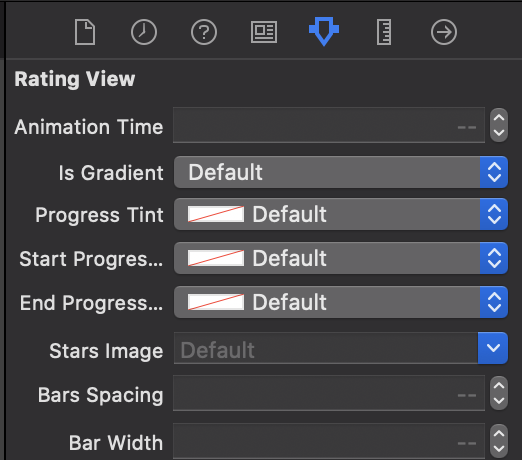 Rating View
Animation Time --
Is Gradient Default
Progress Tint Default
Start Progres... Default
End Progress... Default
Stars Image Default
Bars Spacing --
Bar Width --